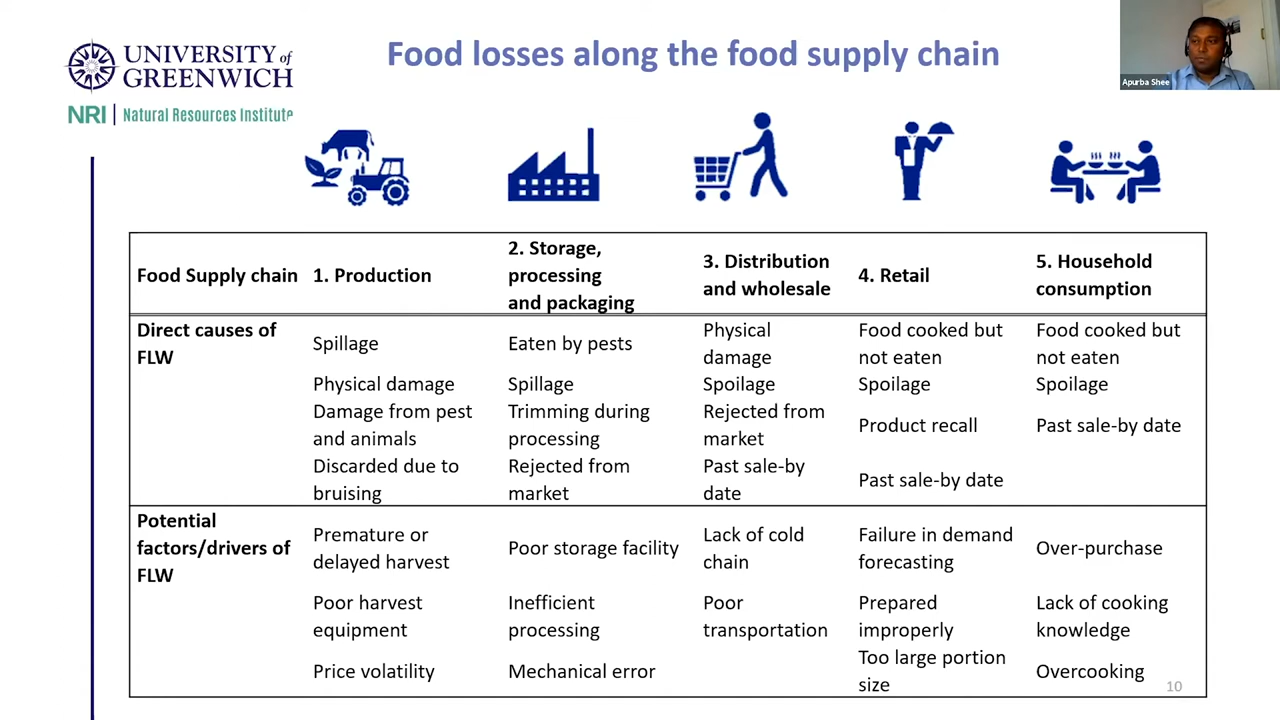 UNIVERSITY of
GREENWICH
NRI | Natural Resources Institute
Food losses along the food supply chain
Apurba Shee
Food Supply chain
1. Production
2. Storage,
processing
and packaging
3. Distribution
and wholesale
4. Retail
5. Household
consumption
Direct causes of
FLW
Spillage
Eaten by pests
Physical
damage
Food cooked but
not eaten
Food cooked but
not eaten
Physical damage
Spillage
Spoilage
Spoilage
Spoilage
Damage from pest
and animals
Trimming during
processing
Rejected from
market
Product recall
Past sale-by date
Discarded due to
bruising
Rejected from
market
Past sale-by
date
Past sale-by date
Potential
factors/drivers of
FLW
Premature or
delayed harvest
Poor storage facility
Lack of cold
chain
Failure in demand
forecasting
Over-purchase
Poor harvest
equipment
Inefficient
processing
Poor
transportation
Prepared
improperly
Lack of cooking
knowledge
Price volatility
Mechanical error
Too large portion
size
Overcooking
10